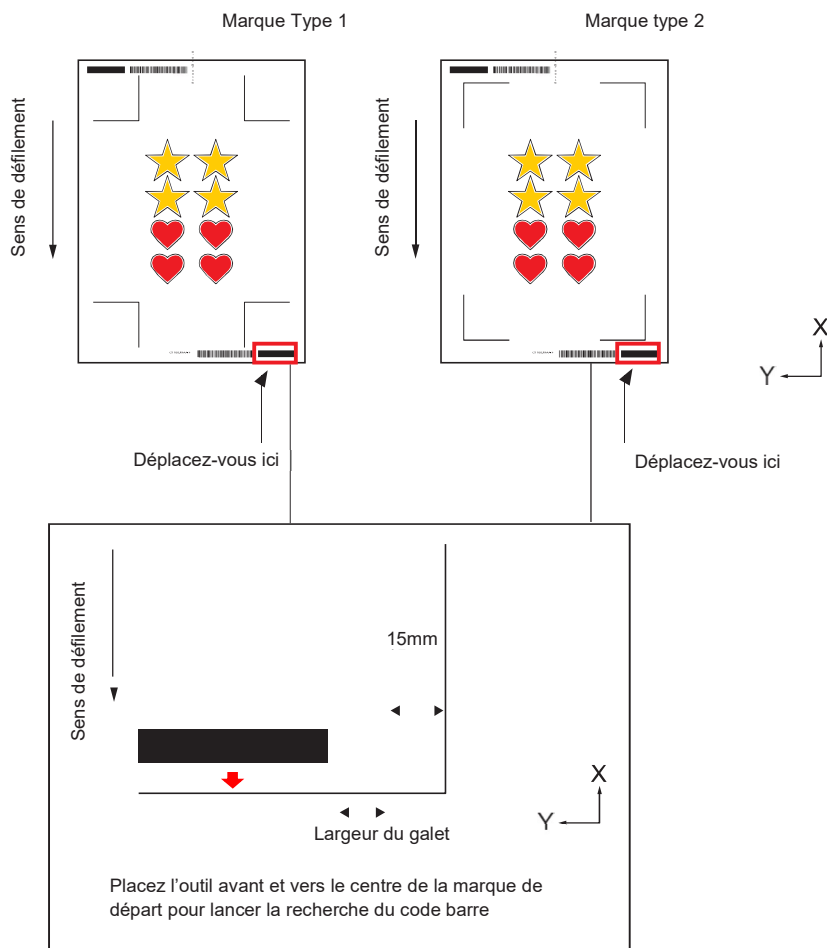 Marque Type 1
Marque type 2
Sens de défilement
Sens de défilement
X
Y
Déplacez-vous ici
Déplacez-vous ici
Sens de défilement
15mm
X
Y
Largeur du galet
Placez l’outil avant et vers le centre de la marque de
départ pour lancer la recherche du code barre